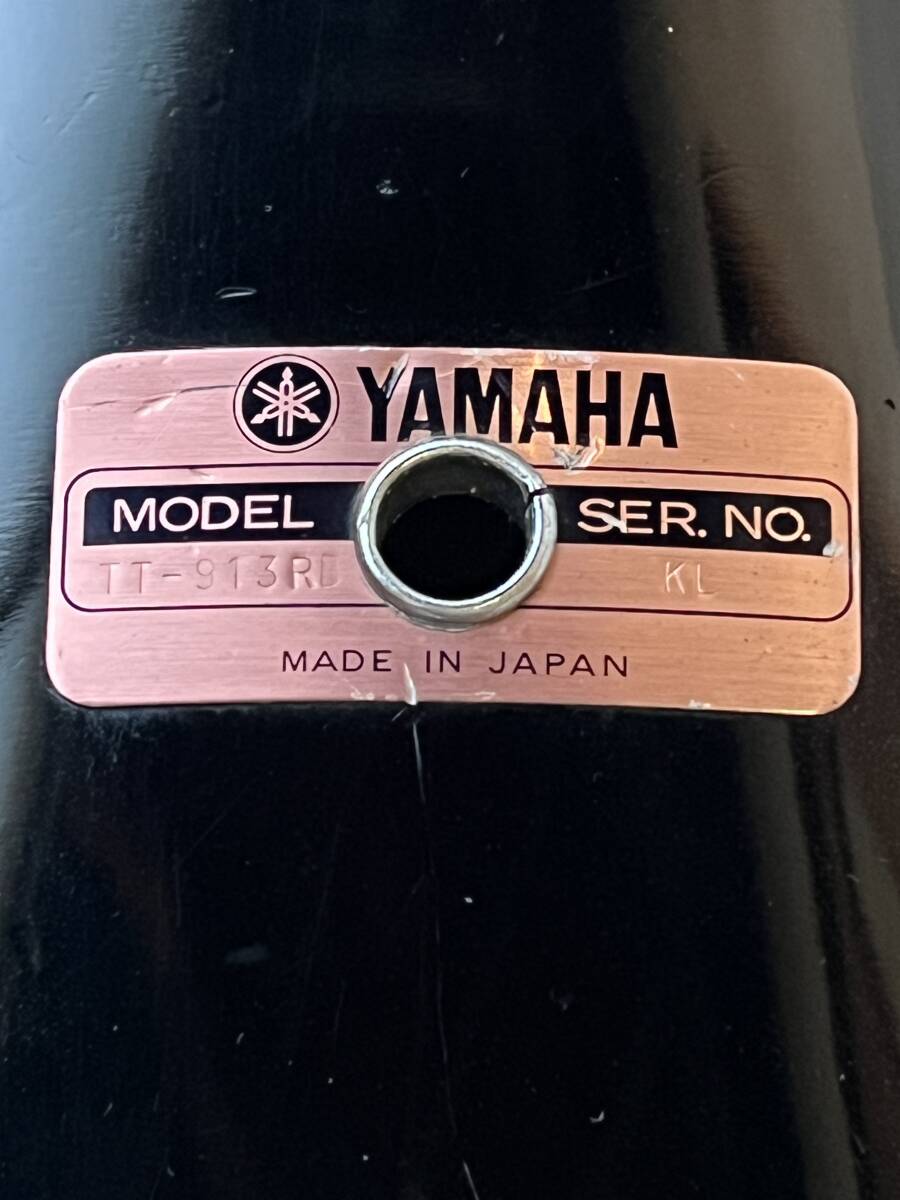 YAMAHA
MODEL SER. NO.
TT-913RD KL
MADE IN JAPAN